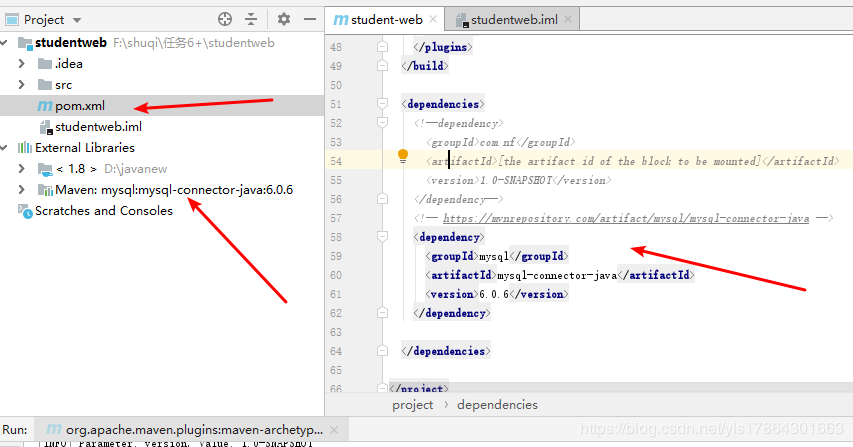 Project
studentweb F:\shuqi\任务6+\studentweb
.idea
src
pom.xml
studentweb.iml
External Libraries
< 1.8 > D:\javanew
Maven: mysql:mysql-connector-java:6.0.6
Scratches and Consoles
student-web
studentweb.iml
48 </plugins>
49 </build>
50
51 <dependencies>
52 <!--dependency>
53 <groupId>com.nf</groupId>
54 <artifactId>[the artifact id of the block to be mounted]</artifactId>
55 <version>1.0-SNAPSHOT</version>
56 </dependency-->
57 <!-- https://mvnrepository.com/artifact/mysql/mysql-connector-java -->
58 <dependency>
59 <groupId>mysql</groupId>
60 <artifactId>mysql-connector-java</artifactId>
61 <version>6.0.6</version>
62 </dependency>
63
64 </dependencies>
65
66 </project>
project > dependencies
Run: org.apache.maven.plugins:maven-archetyp...
[INFO] Parameter: version, Value: 1.0-SNAPSHOT
https://blog.csdn.net/yls17864301663